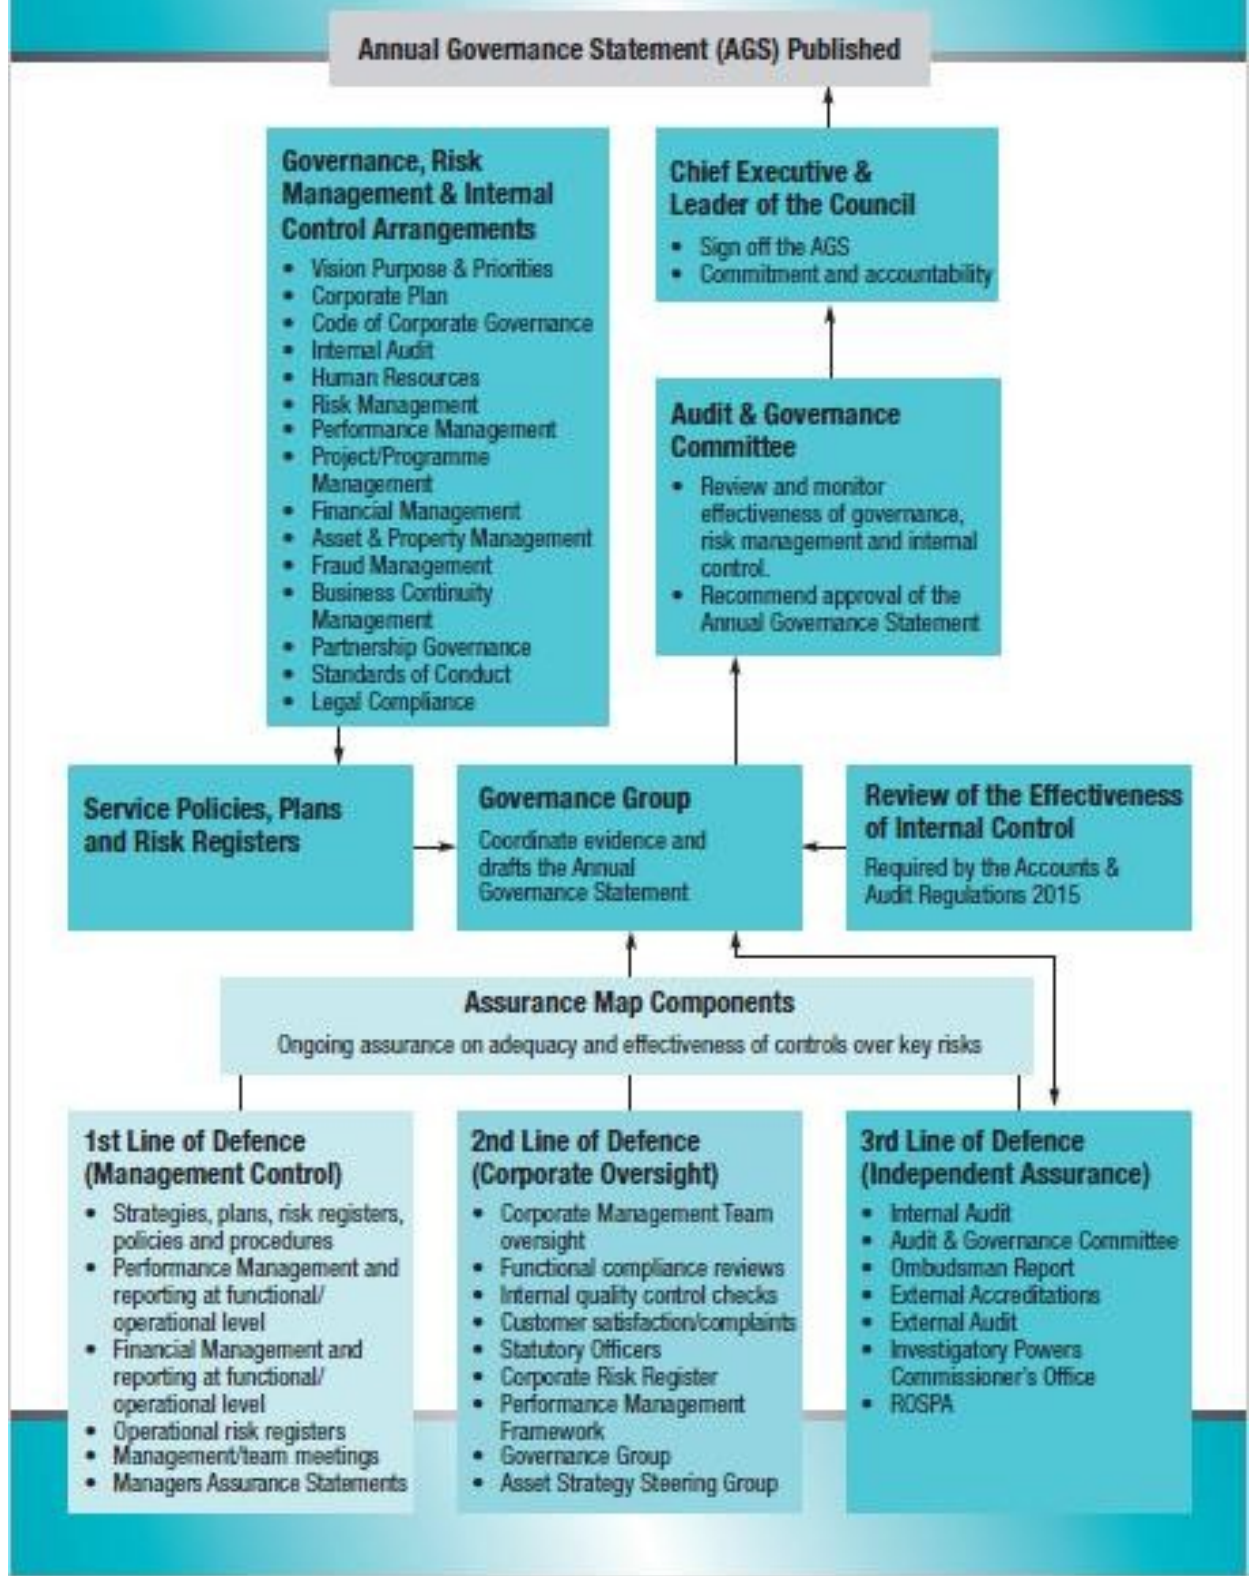 Annual Governance Statement (AGS) Published
Governance, Risk
Management & Internal
Control Arrangements
• Vision Purpose & Priorities
• Corporate Plan
• Code of Corporate Governance
• Internal Audit
• Human Resources
• Risk Management
• Performance Management
• Project/Programme
Management
• Financial Management
• Asset & Property Management
• Fraud Management
• Business Continuity
Management
• Partnership Governance
• Standards of Conduct
• Legal Compliance
Chief Executive &
Leader of the Council
• Sign off the AGS
• Commitment and accountability
Audit & Governance
Committee
• Review and monitor
effectiveness of governance,
risk management and internal
control.
• Recommend approval of the
Annual Governance Statement
Service Policies, Plans
and Risk Registers
Governance Group
Coordinate evidence and
drafts the Annual
Governance Statement
Review of the Effectiveness
of Internal Control
Required by the Accounts &
Audit Regulations 2015
Assurance Map Components
Ongoing assurance on adequacy and effectiveness of controls over key risks
1st Line of Defence
(Management Control)
• Strategies, plans, risk registers,
policies and procedures
• Performance Management and
reporting at functional/
operational level
• Financial Management and
reporting at functional/
operational level
• Operational risk registers
• Management/team meetings
• Managers Assurance Statements
2nd Line of Defence
(Corporate Oversight)
• Corporate Management Team
oversight
• Functional compliance reviews
• Internal quality control checks
• Customer satisfaction/complaints
• Statutory Officers
• Corporate Risk Register
• Performance Management
Framework
• Governance Group
• Asset Strategy Steering Group
3rd Line of Defence
(Independent Assurance)
• Internal Audit
• Audit & Governance Committee
• Ombudsman Report
• External Accreditations
• External Audit
• Investigatory Powers
Commissioner's Office
• ROSPA